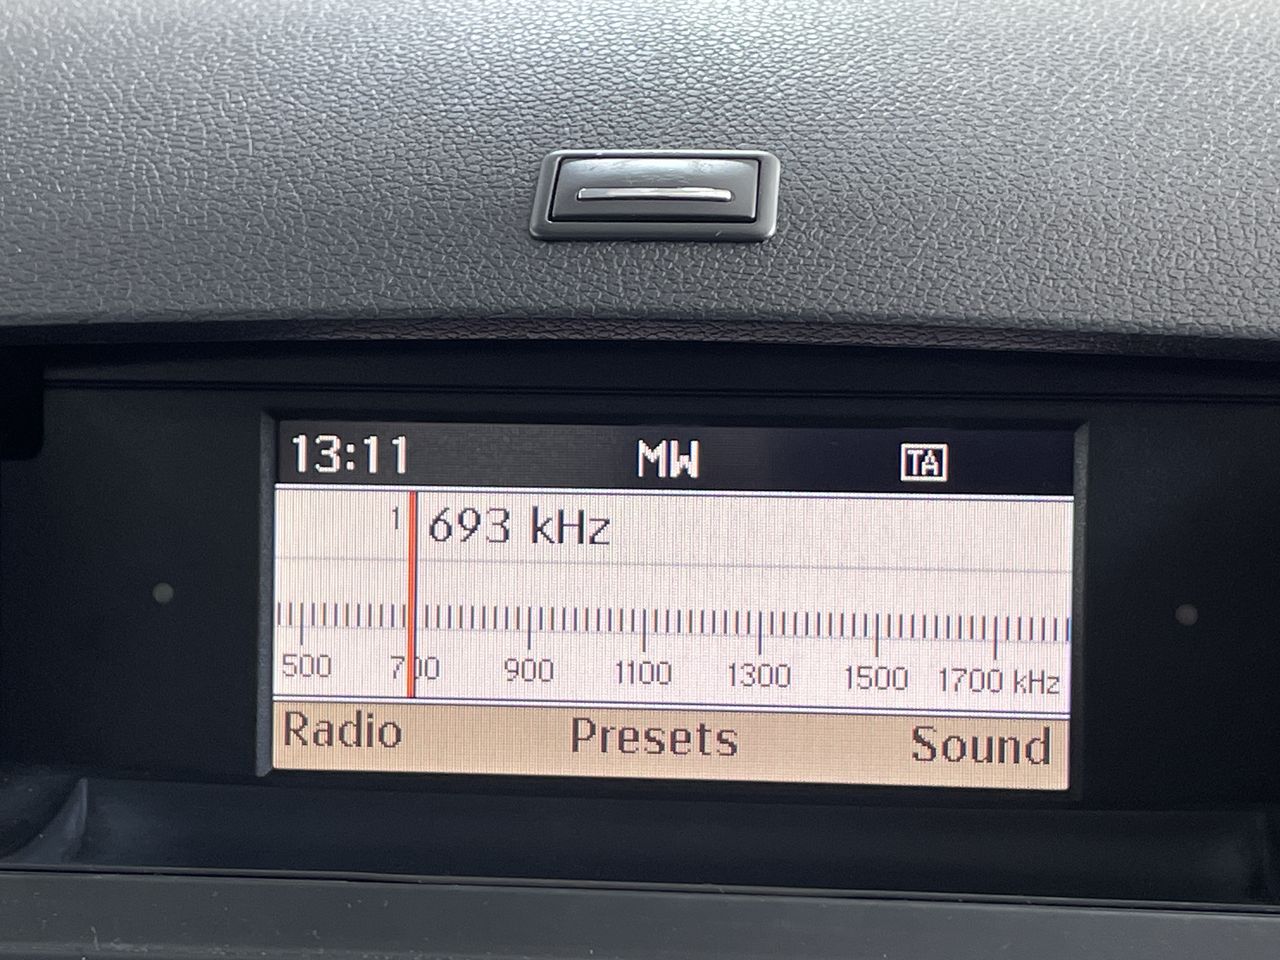 13:11 MW TA
1 693 kHz
500 700 900 1100 1300 1500 1700 kHz
Radio Presets Sound